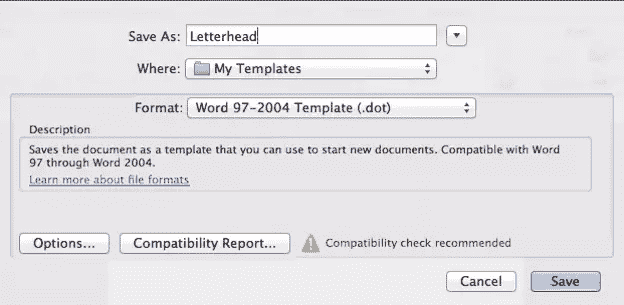 Save As: Letterhead
Where: My Templates
Format: Word 97-2004 Template (.dot)
Description
Saves the document as a template that you can use to start new documents. Compatible with Word
97 through Word 2004.
Learn more about file formats
Options... Compatibility Report... Compatibility check recommended
Cancel Save